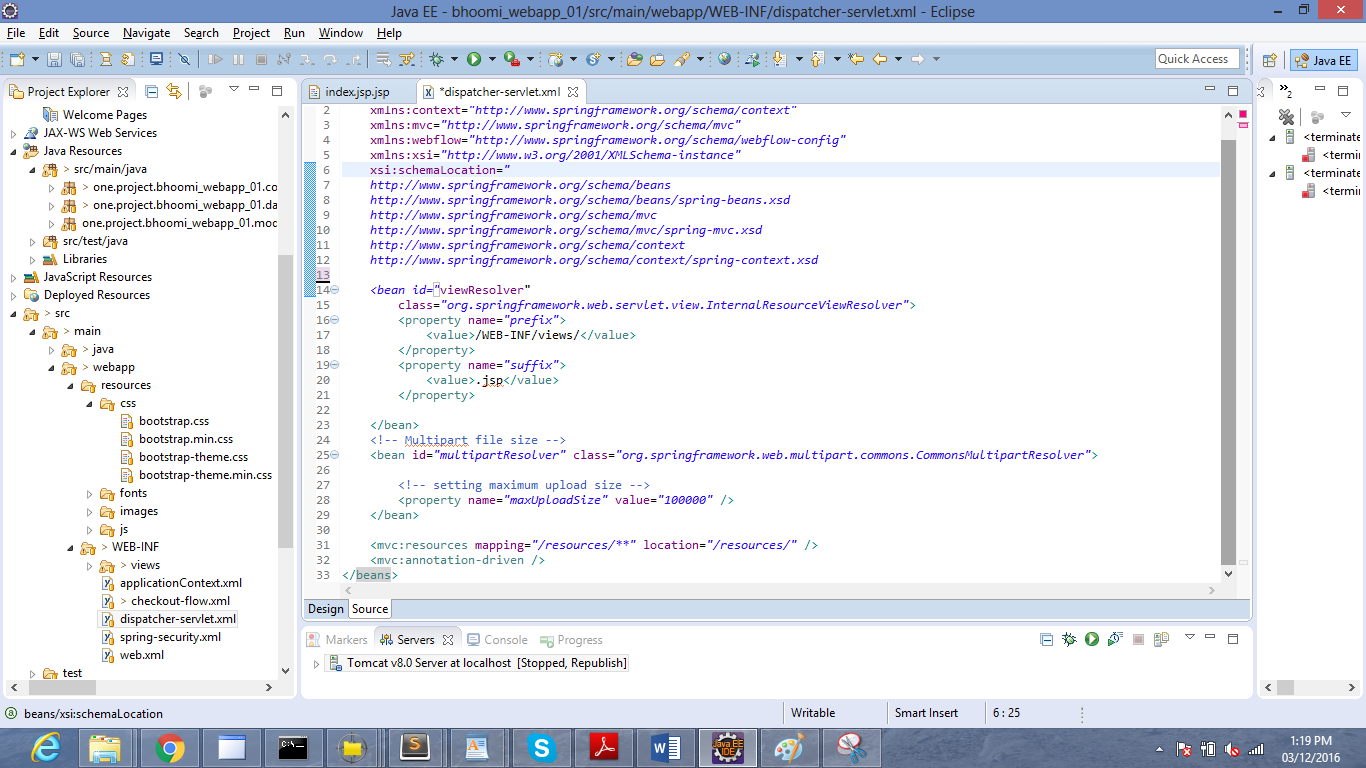 Java EE - bhoomi_webapp_01/src/main/webapp/WEB-INF/dispatcher-servlet.xml - Eclipse
File Edit Source Navigate Search Project Run Window Help
Quick Access
Java EE
Project Explorer
index.jsp.jsp
*dispatcher-servlet.xml
2
Welcome Pages
JAX-WS Web Services
Java Resources
> src/main/java
> one.project.bhoomi_webapp_01.co
> one.project.bhoomi_webapp_01.da
one.project.bhoomi_webapp_01.mod
src/test/java
Libraries
JavaScript Resources
Deployed Resources
> src
> main
> java
> webapp
resources
css
bootstrap.css
bootstrap.min.css
bootstrap-theme.css
bootstrap-theme.min.css
fonts
images
js
> WEB-INF
> views
applicationContext.xml
> checkout-flow.xml
dispatcher-servlet.xml
spring-security.xml
web.xml
test
2 xmlns:context="http://www.springframework.org/schema/context"
3 xmlns:mvc="http://www.springframework.org/schema/mvc"
4 xmlns:webflow="http://www.springframework.org/schema/webflow-config"
5 xmlns:xsi="http://www.w3.org/2001/XMLSchema-instance"
6 xsi:schemaLocation="
7 http://www.springframework.org/schema/beans
8 http://www.springframework.org/schema/beans/spring-beans.xsd
9 http://www.springframework.org/schema/mvc
10 http://www.springframework.org/schema/mvc/spring-mvc.xsd
11 http://www.springframework.org/schema/context
12 http://www.springframework.org/schema/context/spring-context.xsd
13
14 <bean id="viewResolver"
15 class="org.springframework.web.servlet.view.InternalResourceViewResolver">
16 <property name="prefix">
17 <value>/WEB-INF/views/</value>
18 </property>
19 <property name="suffix">
20 <value>.jsp</value>
21 </property>
22
23 </bean>
24 <!-- Multipart file size -->
25 <bean id="multipartResolver" class="org.springframework.web.multipart.commons.CommonsMultipartResolver">
26
27 <!-- setting maximum upload size -->
28 <property name="maxUploadSize" value="100000" />
29 </bean>
30
31 <mvc:resources mapping="/resources/**" location="/resources/" />
32 <mvc:annotation-driven />
33 </beans>
<terminate
<termi
<terminate
<termi
Design Source
Markers Servers Console Progress
Tomcat v8.0 Server at localhost [Stopped, Republish]
beans/xsi:schemaLocation
Writable
Smart Insert
6 : 25
1:19 PM
03/12/2016